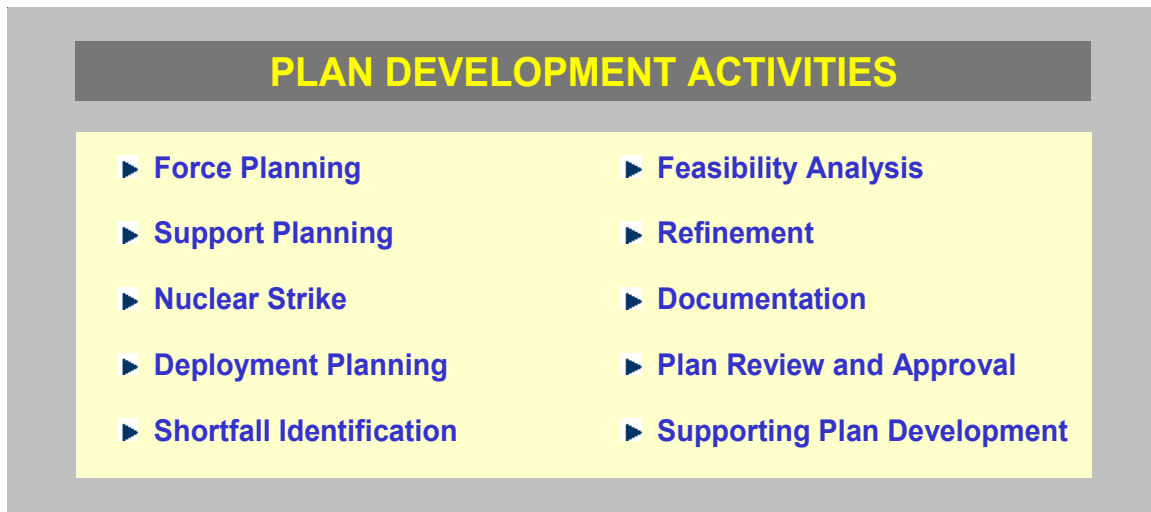 PLAN DEVELOPMENT ACTIVITIES
Force Planning
Support Planning
Nuclear Strike
Deployment Planning
Shortfall Identification
Feasibility Analysis
Refinement
Documentation
Plan Review and Approval
Supporting Plan Development